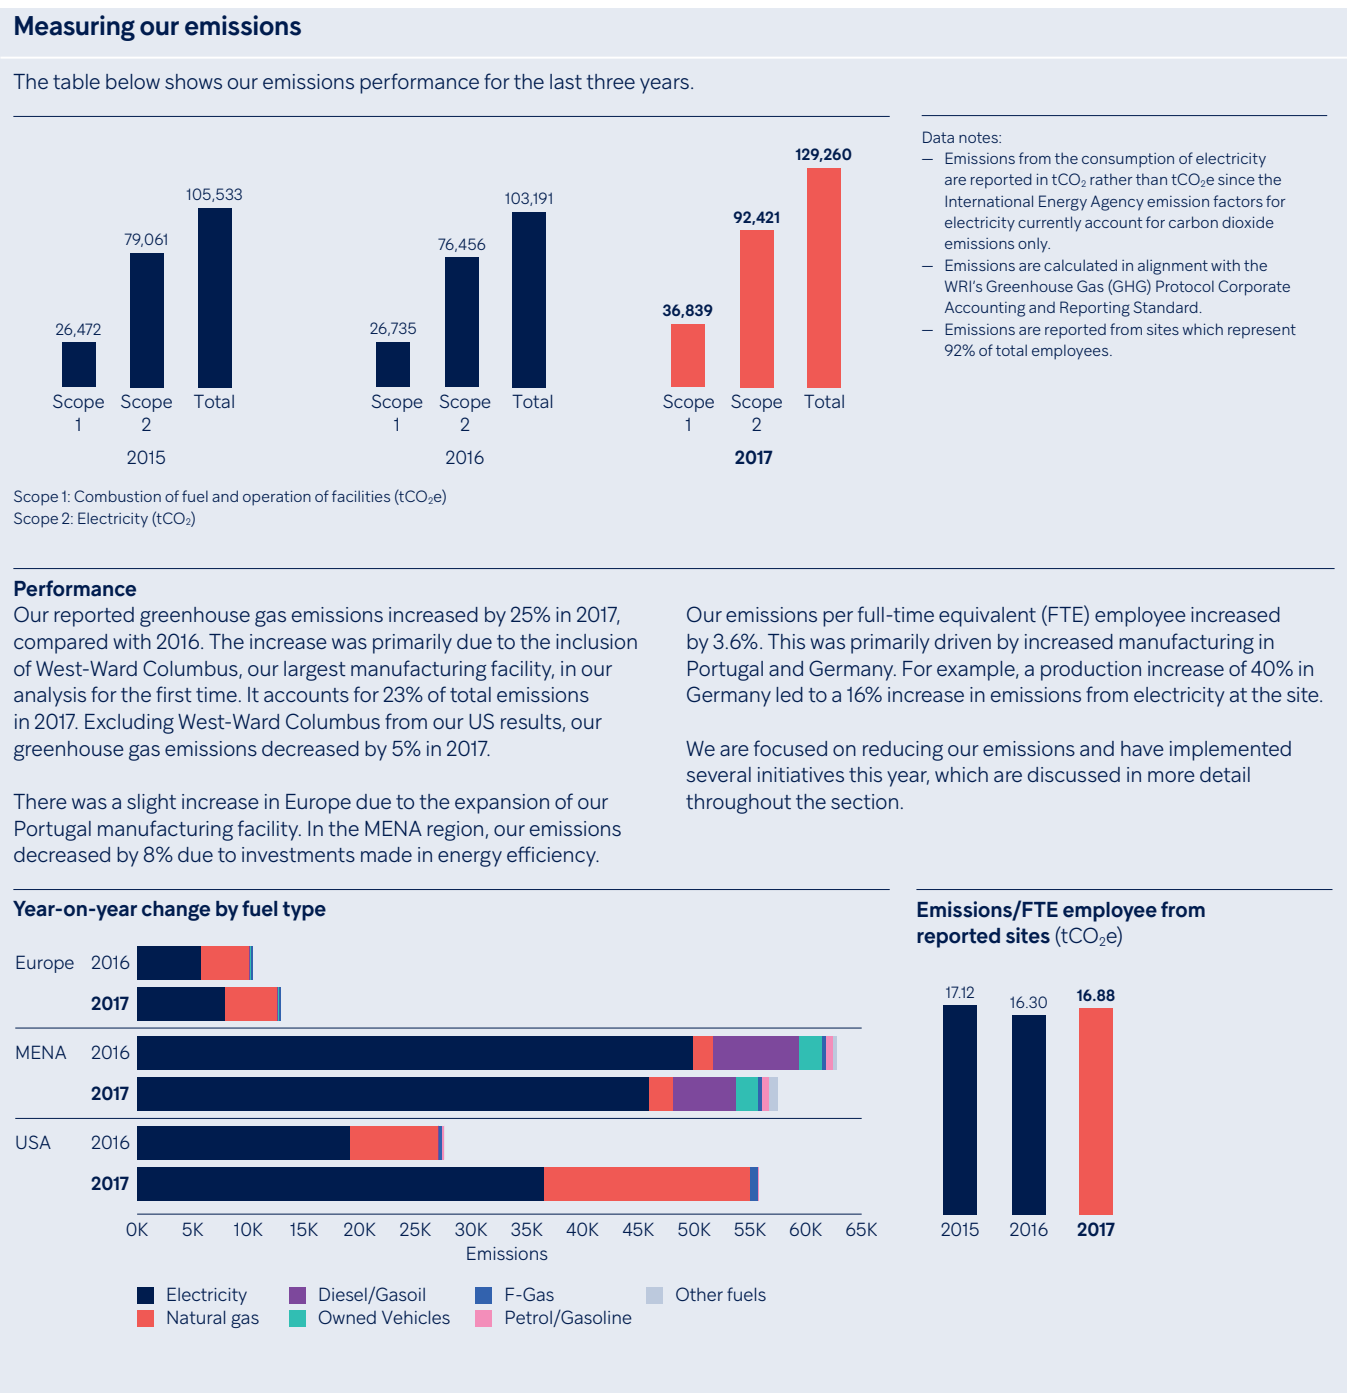 Measuring our emissions
The table below shows our emissions performance for the last three years.
105,533
79,061
26,472
Scope 1
Scope 2
Total
2015
103,191
76,456
26,735
Scope 1
Scope 2
Total
2016
129,260
92,421
36,839
Scope 1
Scope 2
Total
2017
Scope 1: Combustion of fuel and operation of facilities (tCO₂e)
Scope 2: Electricity (tCO₂)
Data notes:
— Emissions from the consumption of electricity
are reported in tCO₂ rather than tCO₂e since the
International Energy Agency emission factors for
electricity currently account for carbon dioxide
emissions only.
— Emissions are calculated in alignment with the
WRI's Greenhouse Gas (GHG) Protocol Corporate
Accounting and Reporting Standard.
— Emissions are reported from sites which represent
92% of total employees.
Performance
Our reported greenhouse gas emissions increased by 25% in 2017,
compared with 2016. The increase was primarily due to the inclusion
of West-Ward Columbus, our largest manufacturing facility, in our
analysis for the first time. It accounts for 23% of total emissions
in 2017. Excluding West-Ward Columbus from our US results, our
greenhouse gas emissions decreased by 5% in 2017.
There was a slight increase in Europe due to the expansion of our
Portugal manufacturing facility. In the MENA region, our emissions
decreased by 8% due to investments made in energy efficiency.
Our emissions per full-time equivalent (FTE) employee increased
by 3.6%. This was primarily driven by increased manufacturing in
Portugal and Germany. For example, a production increase of 40% in
Germany led to a 16% increase in emissions from electricity at the site.
We are focused on reducing our emissions and have implemented
several initiatives this year, which are discussed in more detail
throughout the section.
Year-on-year change by fuel type
Europe 2016
2017
MENA 2016
2017
USA 2016
2017
0K 5K 10K 15K 20K 25K 30K 35K 40K 45K 50K 55K 60K 65K
Emissions
Electricity Diesel/Gasoil F-Gas Other fuels
Natural gas Owned Vehicles Petrol/Gasoline
Emissions/FTE employee from
reported sites (tCO₂e)
17.12 16.30 16.88
2015 2016 2017